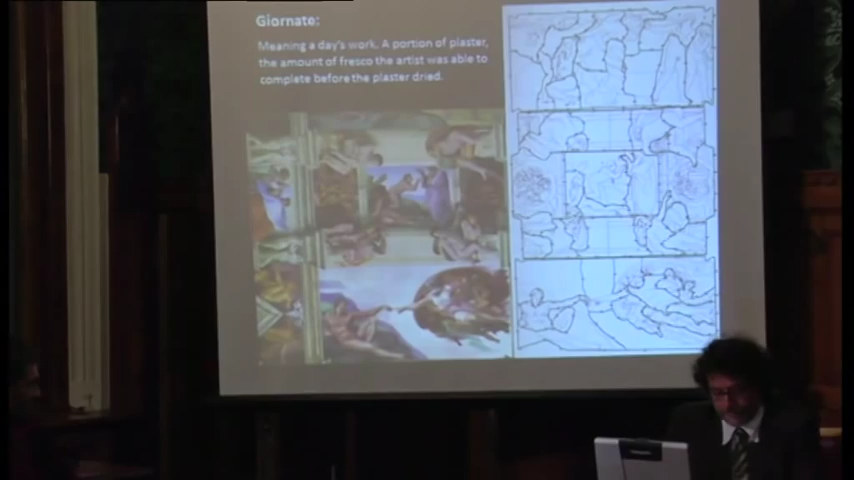 Giornate:
Meaning a day's work. A portion of plaster,
the amount of fresco the artist was able to
complete before the plaster dried.